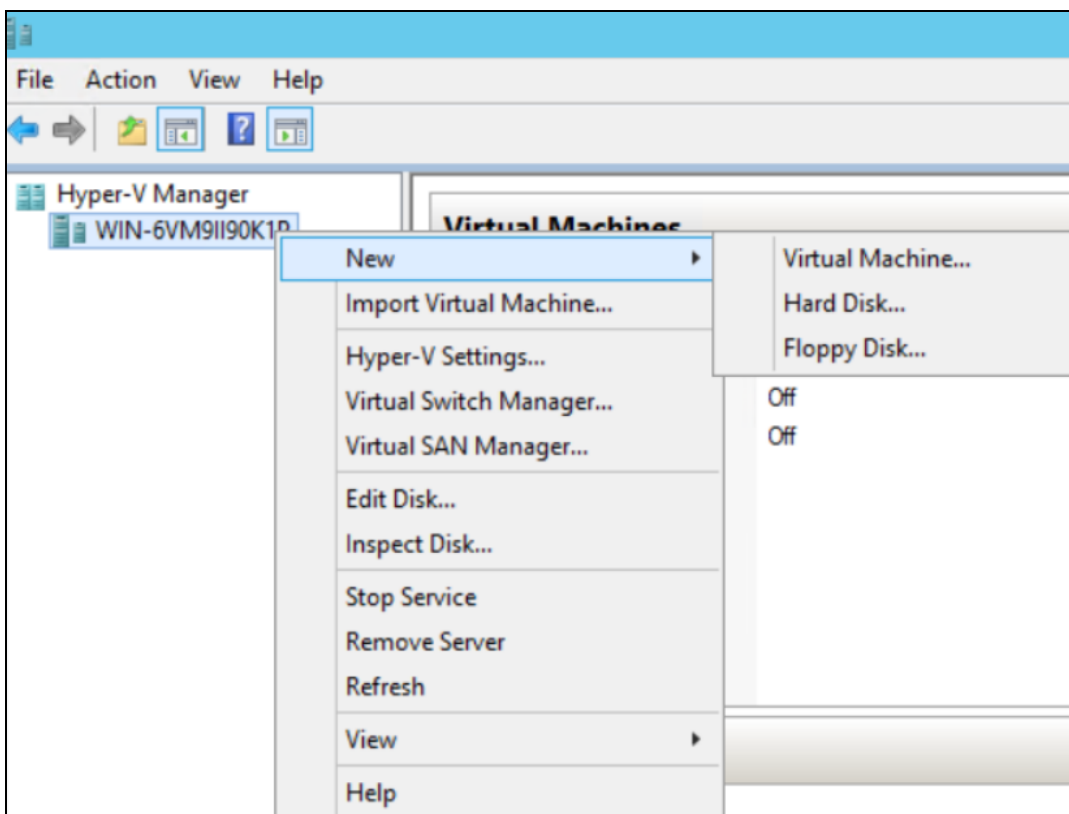 File Action View Help
Hyper-V Manager
WIN-6VM9II90K1P
Virtual Machines
New
Virtual Machine...
Import Virtual Machine...
Hard Disk...
Hyper-V Settings...
Floppy Disk...
Virtual Switch Manager...
Off
Virtual SAN Manager...
Off
Edit Disk...
Inspect Disk...
Stop Service
Remove Server
Refresh
View
Help